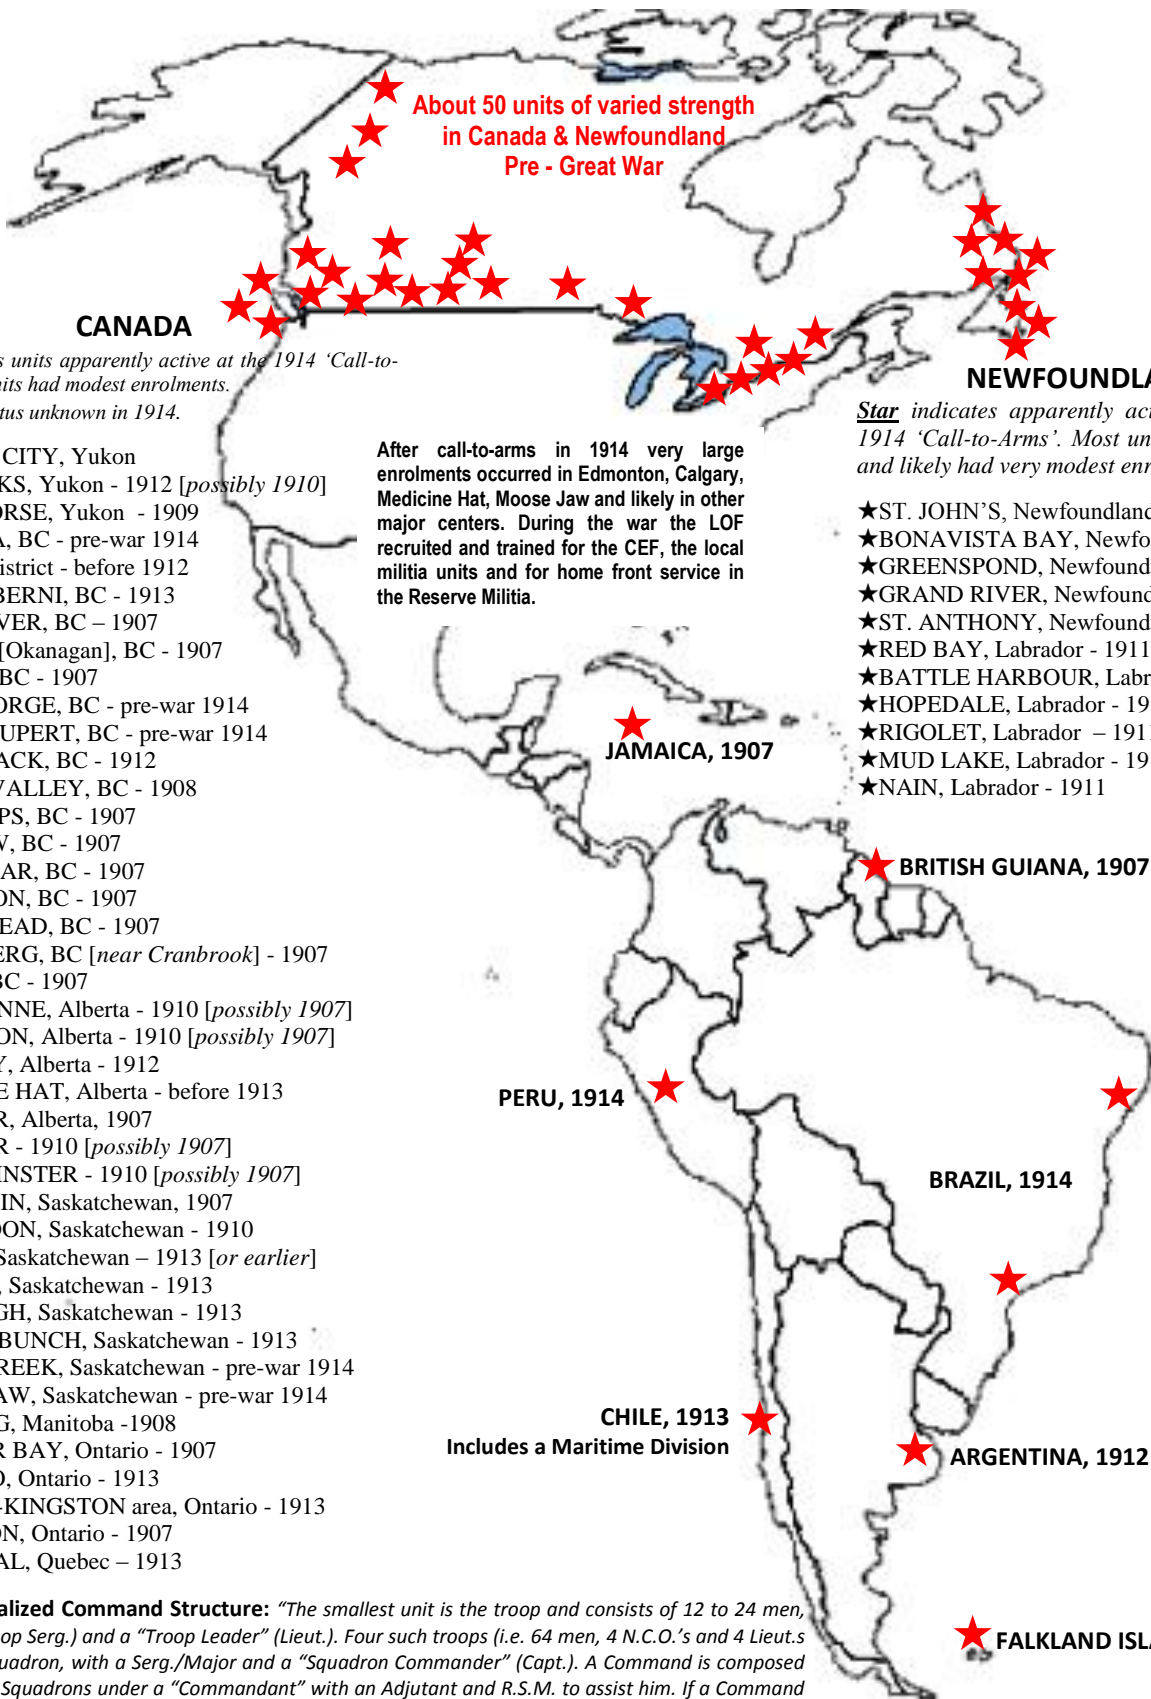 About 50 units of varied strength
in Canada & Newfoundland
Pre - Great War
CANADA
s units apparently active at the 1914 ‘Call-to-
nits had modest enrolments.
tus unknown in 1914.
CITY, Yukon
KS, Yukon - 1912 [possibly 1910]
ORSE, Yukon - 1909
A, BC - pre-war 1914
istrict - before 1912
BERNI, BC - 1913
VER, BC – 1907
[Okanagan], BC - 1907
BC - 1907
ORGE, BC - pre-war 1914
UPERT, BC - pre-war 1914
ACK, BC - 1912
VALLEY, BC - 1908
PS, BC - 1907
V, BC - 1907
AR, BC - 1907
ON, BC - 1907
EAD, BC - 1907
ERG, BC [near Cranbrook] - 1907
BC - 1907
NNE, Alberta - 1910 [possibly 1907]
ON, Alberta - 1910 [possibly 1907]
Y, Alberta - 1912
E HAT, Alberta - before 1913
R, Alberta, 1907
R - 1910 [possibly 1907]
INSTER - 1910 [possibly 1907]
IN, Saskatchewan, 1907
OON, Saskatchewan - 1910
Saskatchewan – 1913 [or earlier]
, Saskatchewan - 1913
GH, Saskatchewan - 1913
BUNCH, Saskatchewan - 1913
REEK, Saskatchewan - pre-war 1914
AW, Saskatchewan - pre-war 1914
G, Manitoba -1908
R BAY, Ontario - 1907
O, Ontario - 1913
-KINGSTON area, Ontario - 1913
ON, Ontario - 1907
AL, Quebec – 1913
After call-to-arms in 1914 very large
enrolments occurred in Edmonton, Calgary,
Medicine Hat, Moose Jaw and likely in other
major centers. During the war the LOF
recruited and trained for the CEF, the local
militia units and for home front service in
the Reserve Militia.
NEWFOUNDLA
Star indicates apparently act
1914 ‘Call-to-Arms’. Most un
and likely had very modest enr
★ST. JOHN’S, Newfoundland
★BONAVISTA BAY, Newfo
★GREENSPOND, Newfound
★GRAND RIVER, Newfound
★ST. ANTHONY, Newfound
★RED BAY, Labrador - 1911
★BATTLE HARBOUR, Labr
★HOPEDALE, Labrador - 19
★RIGOLET, Labrador – 1911
★MUD LAKE, Labrador - 19
★NAIN, Labrador - 1911
JAMAICA, 1907
BRITISH GUIANA, 1907
PERU, 1914
BRAZIL, 1914
CHILE, 1913
Includes a Maritime Division
ARGENTINA, 1912
FALKLAND ISL
alized Command Structure: “The smallest unit is the troop and consists of 12 to 24 men,
op Serg.) and a “Troop Leader” (Lieut.). Four such troops (i.e. 64 men, 4 N.C.O.’s and 4 Lieut.s
uadron, with a Serg./Major and a “Squadron Commander” (Capt.). A Command is composed
Squadrons under a “Commandant” with an Adjutant and R.S.M. to assist him. If a Command